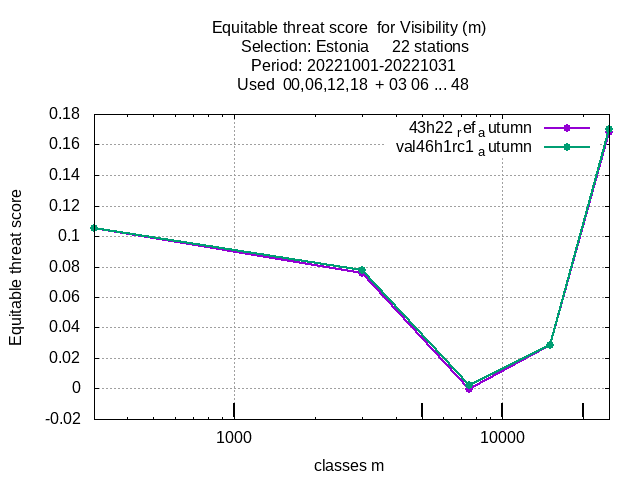 Equitable threat score for Visibility (m)
Selection: Estonia 22 stations
Period: 20221001-20221031
Used 00,06,12,18 + 03 06 ... 48
43h22 ref a utumn
val46h1rc1 a utumn
Equitable threat score
0.18
0.16
0.14
0.12
0.1
0.08
0.06
0.04
0.02
0
-0.02
1000 10000
classes m